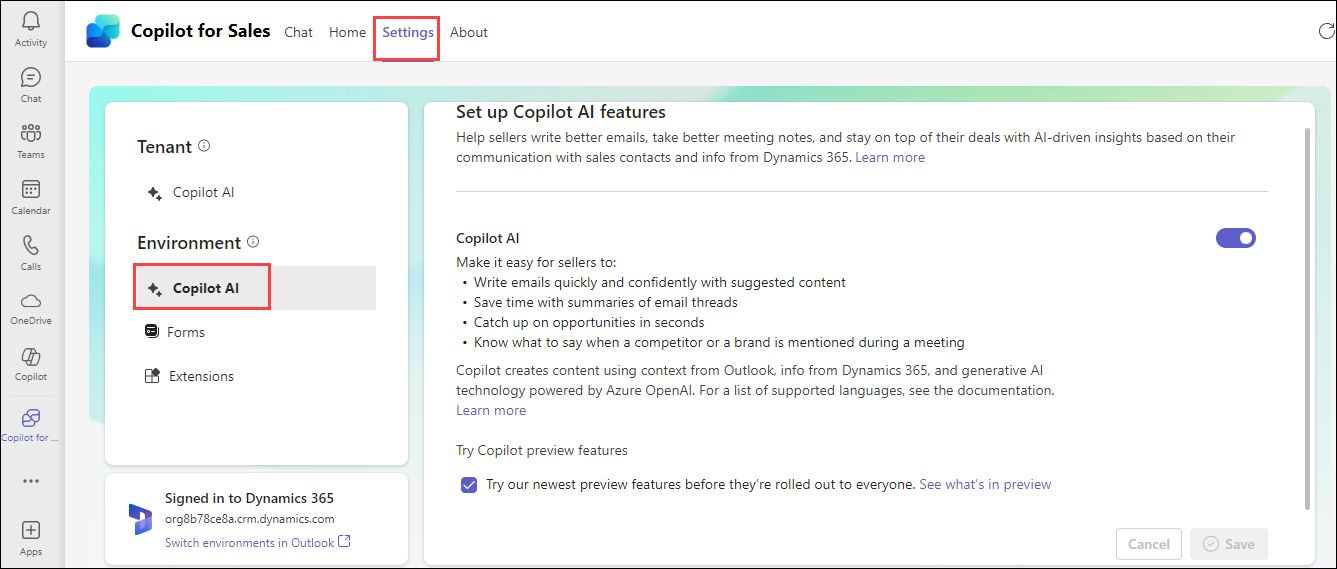 Activity
Chat
Teams
Calendar
Calls
OneDrive
Copilot
Copilot for ...
Apps
Copilot for Sales Chat Home Settings About
Tenant
Copilot AI
Environment
Copilot AI
Forms
Extensions
Signed in to Dynamics 365
org8b78ce8a.crm.dynamics.com
Switch environments in Outlook
Set up Copilot AI features
Help sellers write better emails, take better meeting notes, and stay on top of their deals with AI-driven insights based on their
communication with sales contacts and info from Dynamics 365. Learn more
Copilot AI
Make it easy for sellers to:
• Write emails quickly and confidently with suggested content
• Save time with summaries of email threads
• Catch up on opportunities in seconds
• Know what to say when a competitor or a brand is mentioned during a meeting
Copilot creates content using context from Outlook, info from Dynamics 365, and generative AI
technology powered by Azure OpenAI. For a list of supported languages, see the documentation.
Learn more
Try Copilot preview features
Try our newest preview features before they’re rolled out to everyone. See what’s in preview
Cancel Save